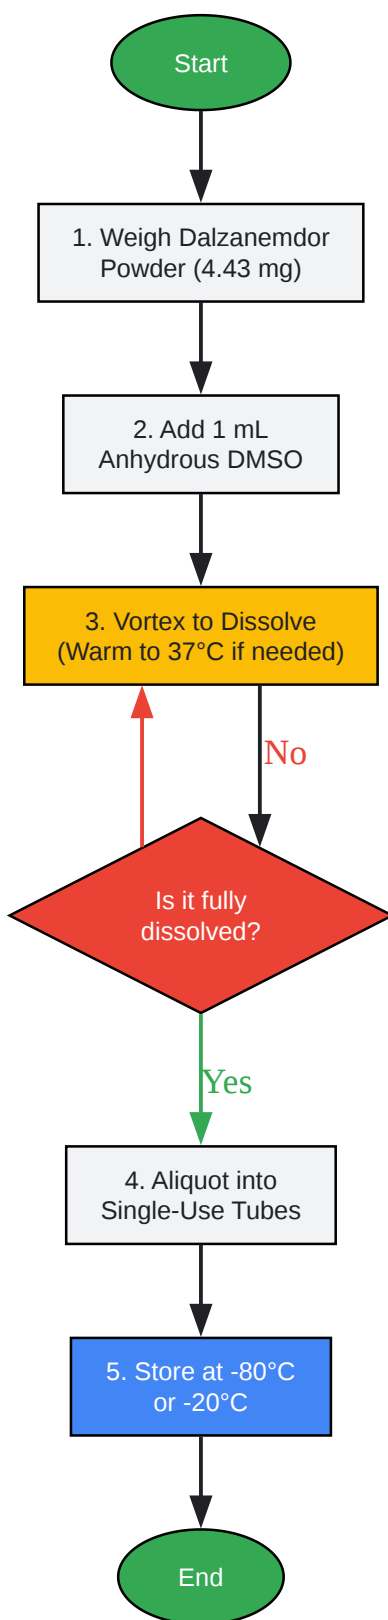 Start
1. Weigh Dalzanemdor
Powder (4.43 mg)
2. Add 1 mL
Anhydrous DMSO
3. Vortex to Dissolve
(Warm to 37°C if needed)
No
Is it fully
dissolved?
Yes
4. Aliquot into
Single-Use Tubes
5. Store at -80°C
or -20°C
End